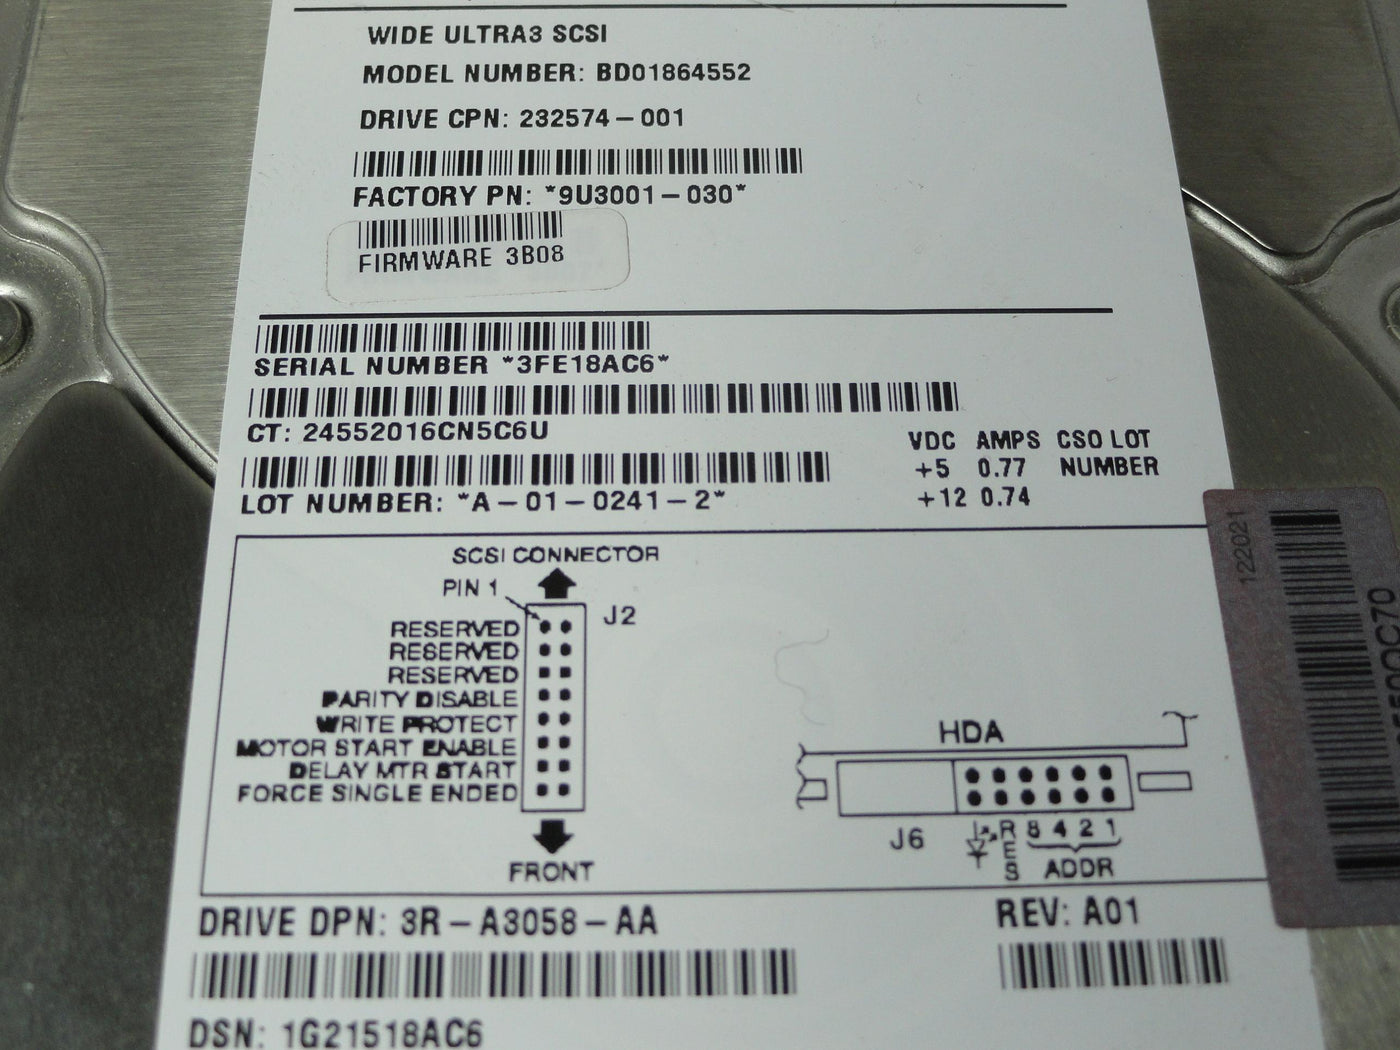 WIDE ULTRA3 SCSI
MODEL NUMBER: BD01864552
DRIVE CPN: 232574-001
FACTORY PN: *9U3001-030*
FIRMWARE 3B08
SERIAL NUMBER *3FE18AC6*
CT: 24552016CN5C6U
LOT NUMBER: *A-01-0241-2*
VDC AMPS CSO LOT
+5 0.77 NUMBER
+12 0.74
122021
SCSI CONNECTOR
PIN 1
J2
RESERVED
RESERVED
RESERVED
PARITY DISABLE
WRITE PROTECT
MOTOR START ENABLE
DELAY MTR START
FORCE SINGLE ENDED
FRONT
HDA
J6
RES
8 4 2 1
ADDR
DRIVE DPN: 3R-A3058-AA
REV: A01
DSN: 1G21518AC6